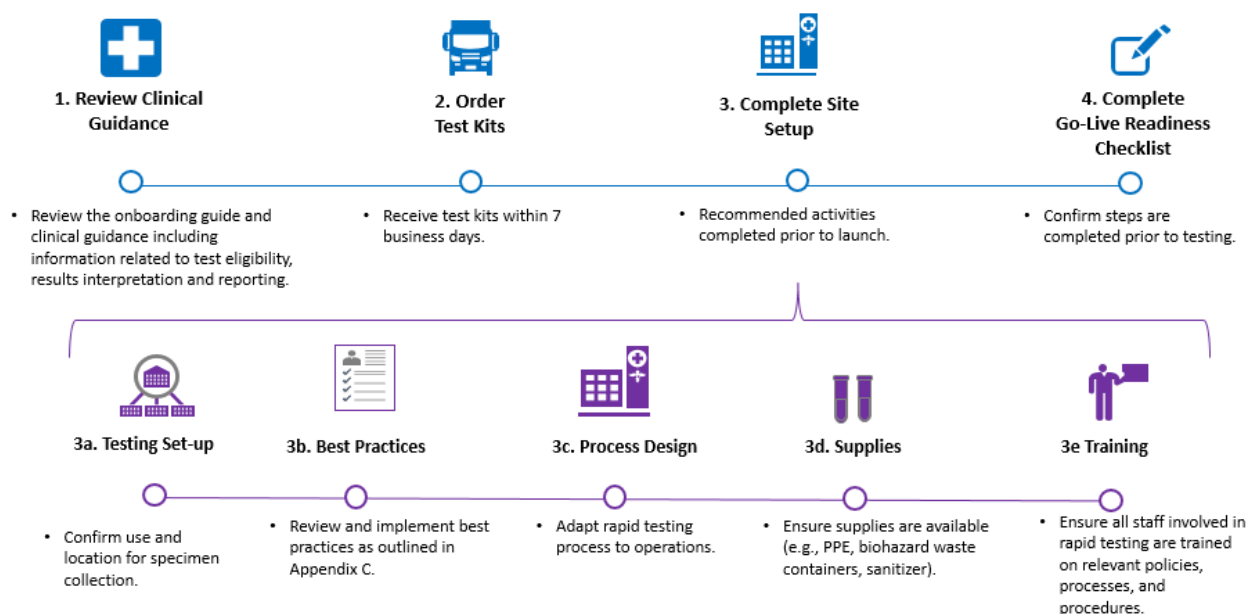 1. Review Clinical
Guidance
2. Order
Test Kits
3. Complete Site
Setup
4. Complete
Go-Live Readiness
Checklist
• Review the onboarding guide and
clinical guidance including
information related to test eligibility,
results interpretation and reporting.
• Receive test kits within 7
business days.
• Recommended activities
completed prior to launch.
• Confirm steps are
completed prior to testing.
3a. Testing Set-up
3b. Best Practices
3c. Process Design
3d. Supplies
3e Training
• Confirm use and
location for specimen
collection.
• Review and implement best
practices as outlined in
Appendix C.
• Adapt rapid testing
process to operations.
• Ensure supplies are available
(e.g., PPE, biohazard waste
containers, sanitizer).
• Ensure all staff involved in
rapid testing are trained
on relevant policies,
processes, and
procedures.